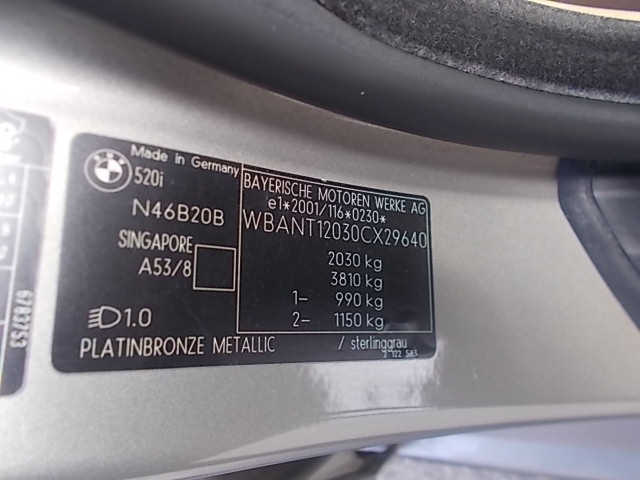 Made in Germany
520i
N46B20B
SINGAPORE
A53/8
1.0
BAYERISCHE MOTOREN WERKE AG
e1*2001/116*0230*
WBANT12030CX29640
2030 kg
3810 kg
1- 990 kg
2- 1150 kg
PLATINBRONZE METALLIC / sterlinggrau
6783753